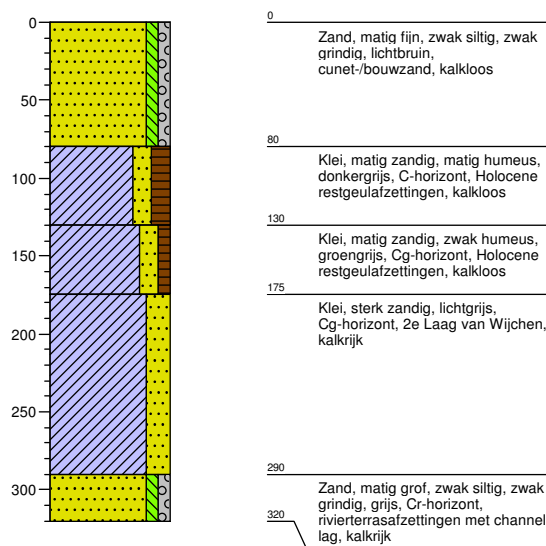 0
50
100
150
200
250
300
0
Zand, matig fijn, zwak siltig, zwak
grindig, lichtbruin,
cunet-/bouwzand, kalkloos
80
Klei, matig zandig, matig humeus,
donkergrijs, C-horizont, Holocene
restgeulafzettingen, kalkloos
130
Klei, matig zandig, zwak humeus,
groengrijs, Cg-horizont, Holocene
restgeulafzettingen, kalkloos
175
Klei, sterk zandig, lichtgrijs,
Cg-horizont, 2e Laag van Wijchen,
kalkrijk
290
Zand, matig grof, zwak siltig, zwak
grindig, grijs, Cr-horizont,
320
rivierterrasafzettingen met channel
lag, kalkrijk